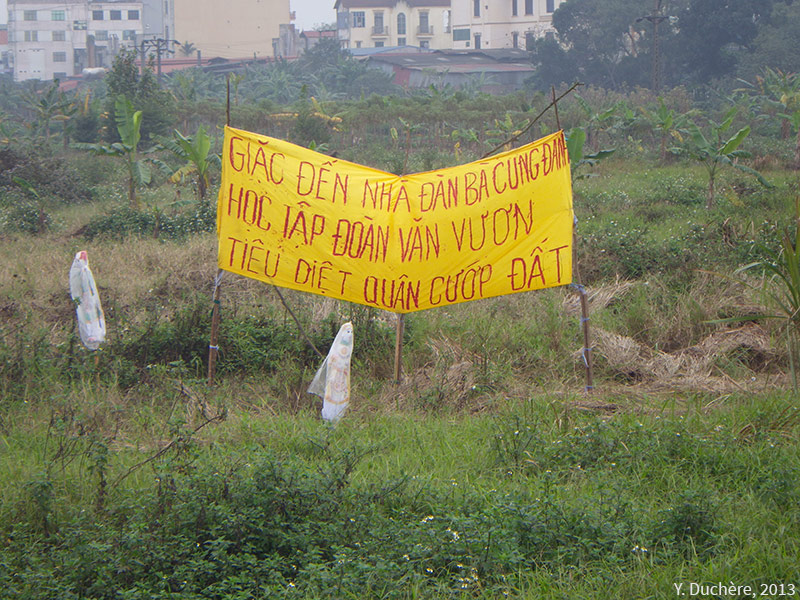 GIẶC ĐẾN NHÀ ĐÀN BÀ CŨNG ĐÁNH
HỌC TẬP ĐOÀN VĂN VƯƠN
TIÊU DIỆT QUÂN CƯỚP ĐẤT
Y. Duchère, 2013